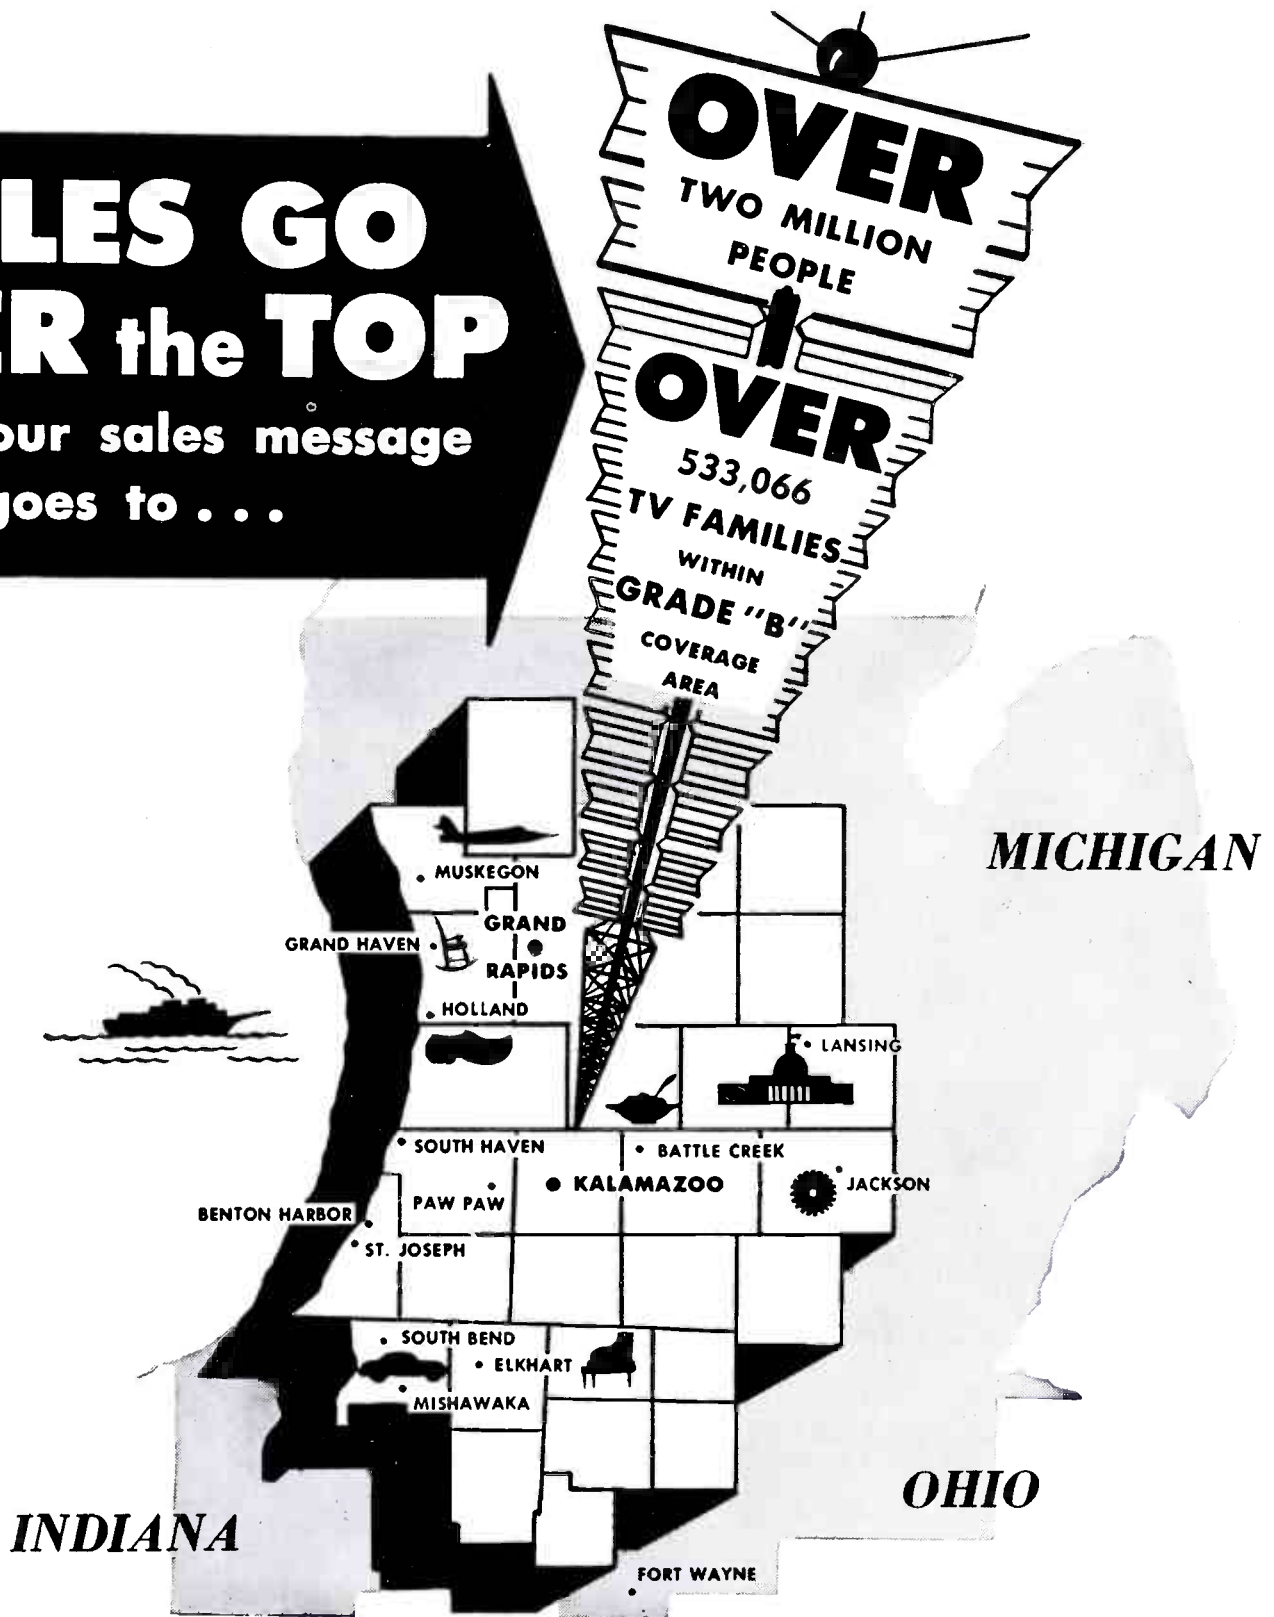 LES GO
ER the TOP
our sales message
goes to...
OVER
TWO MILLION
PEOPLE
OVER
533,066
TV FAMILIES
WITHIN
GRADE "B"
COVERAGE
AREA
MICHIGAN
MUSKEGON
GRAND
RAPIDS
GRAND HAVEN
HOLLAND
LANSING
SOUTH HAVEN
BATTLE CREEK
PAW PAW
KALAMAZOO
JACKSON
BENTON HARBOR
ST. JOSEPH
SOUTH BEND
ELKHART
MISHAWAKA
OHIO
INDIANA
FORT WAYNE